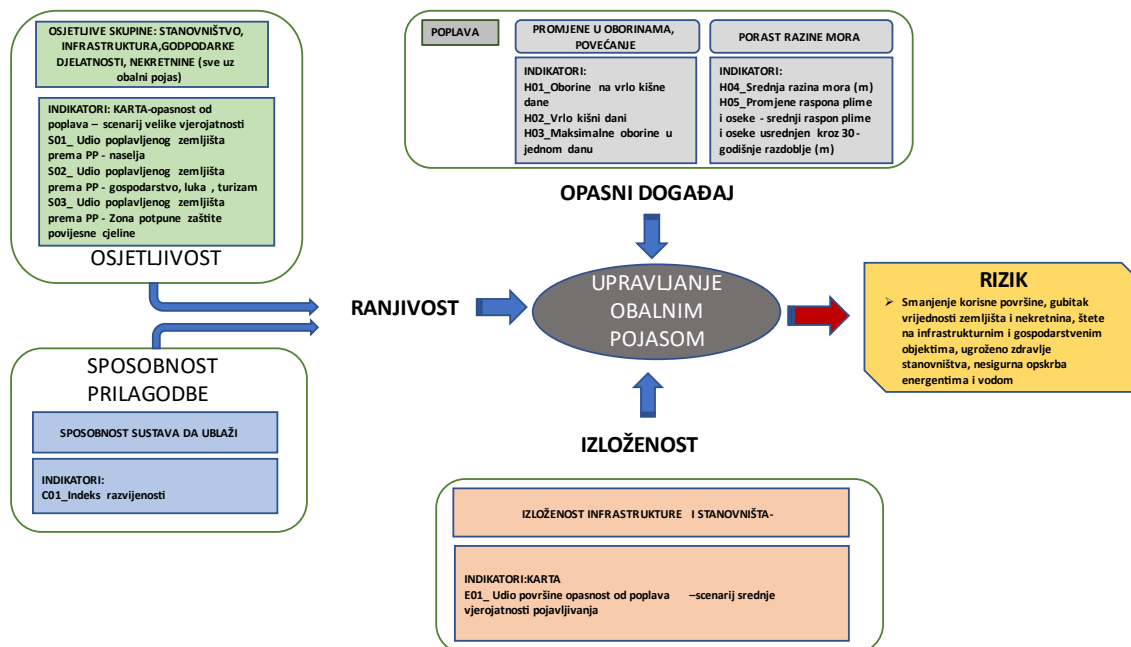 OSJETLJIVE SKUPINE: STANOVNIŠTVO,
INFRASTRUKTURA,GODPODARKE
DJELATNOSTI, NEKRETNINE (sve uz
obalni pojas)
INDIKATORI: KARTA-opasnost od
poplava – scenarij velike vjerojatnosti
S01_ Udio poplavljenog zemljišta
prema PP - naselja
S02_ Udio poplavljenog zemljišta
prema PP - gospodarstvo, luka , turizam
S03_ Udio poplavljenog zemljišta
prema PP - Zona potpune zaštite
povijesne cjeline
OSJETLJIVOST
POPLAVA
PROMJENE U OBORINAMA,
POVEĆANJE
INDIKATORI:
H01_Oborine na vrlo kišne
dane
H02_Vrlo kišni dani
H03_Maksimalne oborine u
jednom danu
PORAST RAZINE MORA
INDIKATORI:
H04_Srednja razina mora (m)
H05_Promjene raspona plime
i oseke - srednji raspon plime
i oseke usrednjen kroz 30-
godišnje razdoblje (m)
OPASNI DOGAĐAJ
RANJIVOST
UPRAVLJANJE
OBALNIM
POJASOM
RIZIK
➢ Smanjenje korisne površine, gubitak
vrijednosti zemljišta i nekretnina, štete
na infrastrukturnim i gospodarstvenim
objektima, ugroženo zdravlje
stanovništva, nesigurna opskrba
energentima i vodom
SPOSOBNOST
PRILAGODBE
SPOSOBNOST SUSTAVA DA UBLAŽI
INDIKATORI:
C01_Indeks razvijenosti
IZLOŽENOST
IZLOŽENOST INFRASTRUKTURE I STANOVNIŠTA-
INDIKATORI:KARTA
E01_ Udio površine opasnost od poplava –scenarij srednje
vjerojatnosti pojavljivanja